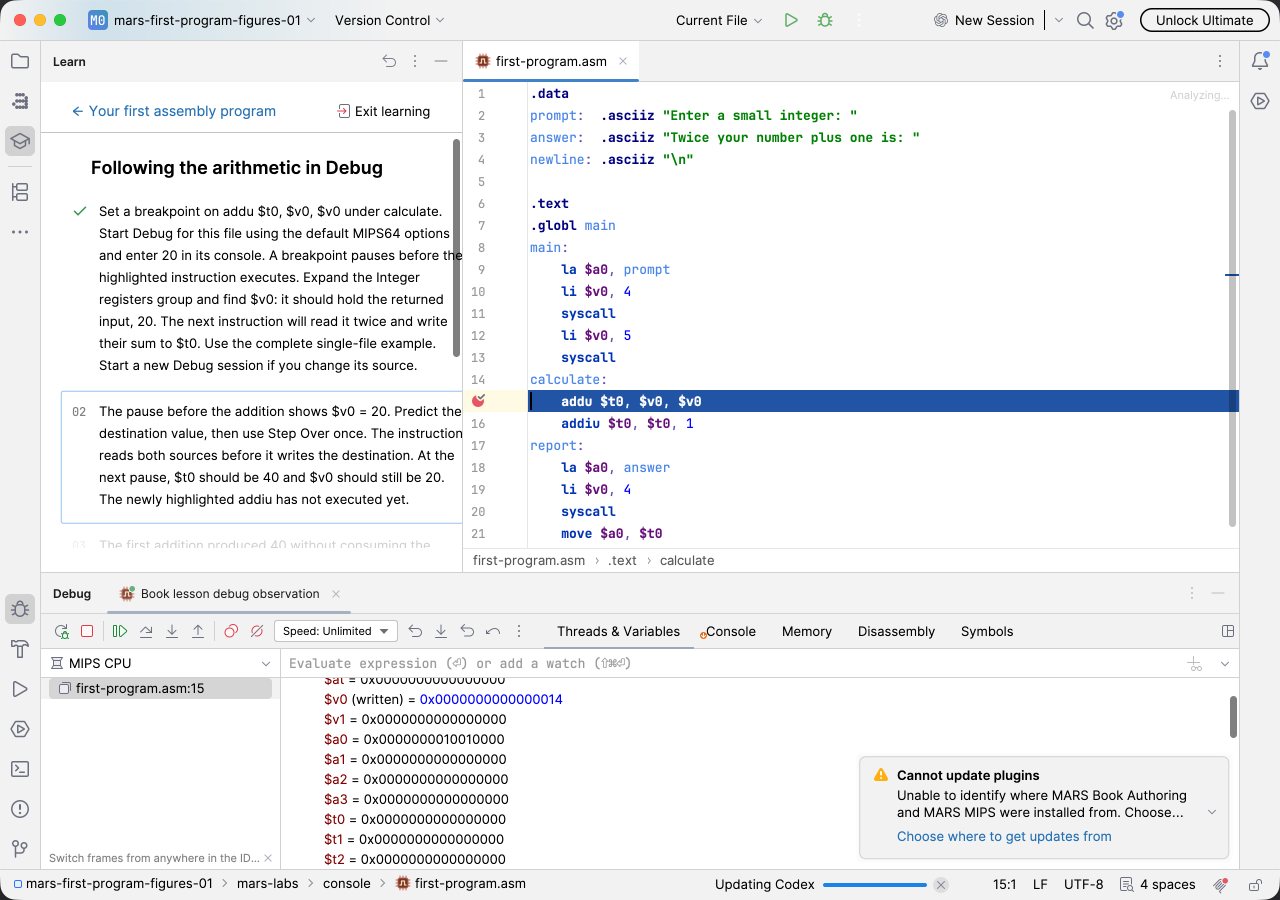 M0 mars-first-program-figures-01 Version Control Current File New Session Unlock Ultimate
Learn
Your first assembly program Exit learning
Following the arithmetic in Debug
Set a breakpoint on addu $t0, $v0, $v0 under calculate.
Start Debug for this file using the default MIPS64 options
and enter 20 in its console. A breakpoint pauses before the
highlighted instruction executes. Expand the Integer
registers group and find $v0: it should hold the returned
input, 20. The next instruction will read it twice and write
their sum to $t0. Use the complete single-file example.
Start a new Debug session if you change its source.
02 The pause before the addition shows $v0 = 20. Predict the
destination value, then use Step Over once. The instruction
reads both sources before it writes the destination. At the
next pause, $t0 should be 40 and $v0 should still be 20.
The newly highlighted addiu has not executed yet.
03 The first addition produced 40 without consuming the
first-program.asm
Analyzing...
1 .data
2 prompt: .asciiz "Enter a small integer: "
3 answer: .asciiz "Twice your number plus one is: "
4 newline: .asciiz "\n"
5
6 .text
7 .globl main
8 main:
9 la $a0, prompt
10 li $v0, 4
11 syscall
12 li $v0, 5
13 syscall
14 calculate:
addu $t0, $v0, $v0
16 addiu $t0, $t0, 1
17 report:
18 la $a0, answer
19 li $v0, 4
20 syscall
21 move $a0, $t0
first-program.asm › .text › calculate
Debug Book lesson debug observation
Speed: Unlimited Threads & Variables Console Memory Disassembly Symbols
MIPS CPU
Evaluate expression (⏎) or add a watch (⇧⌘⏎)
first-program.asm:15
$at = 0x0000000000000000
$v0 (written) = 0x0000000000000014
$v1 = 0x0000000000000000
$a0 = 0x0000000010010000
$a1 = 0x0000000000000000
$a2 = 0x0000000000000000
$a3 = 0x0000000000000000
$t0 = 0x0000000000000000
$t1 = 0x0000000000000000
$t2 = 0x0000000000000000
Switch frames from anywhere in the ID...
Cannot update plugins
Unable to identify where MARS Book Authoring
and MARS MIPS were installed from. Choose...
Choose where to get updates from
mars-first-program-figures-01 › mars-labs › console › first-program.asm Updating Codex 15:1 LF UTF-8 4 spaces